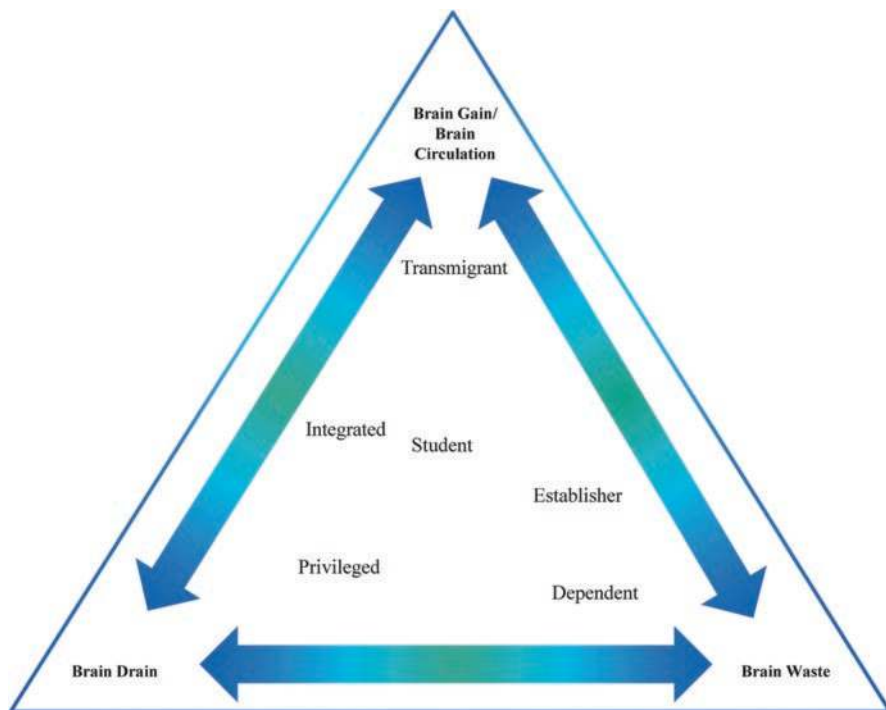 Brain Gain/
Brain
Circulation
Transmigrant
Integrated
Student
Establisher
Privileged
Dependent
Brain Drain
Brain Waste